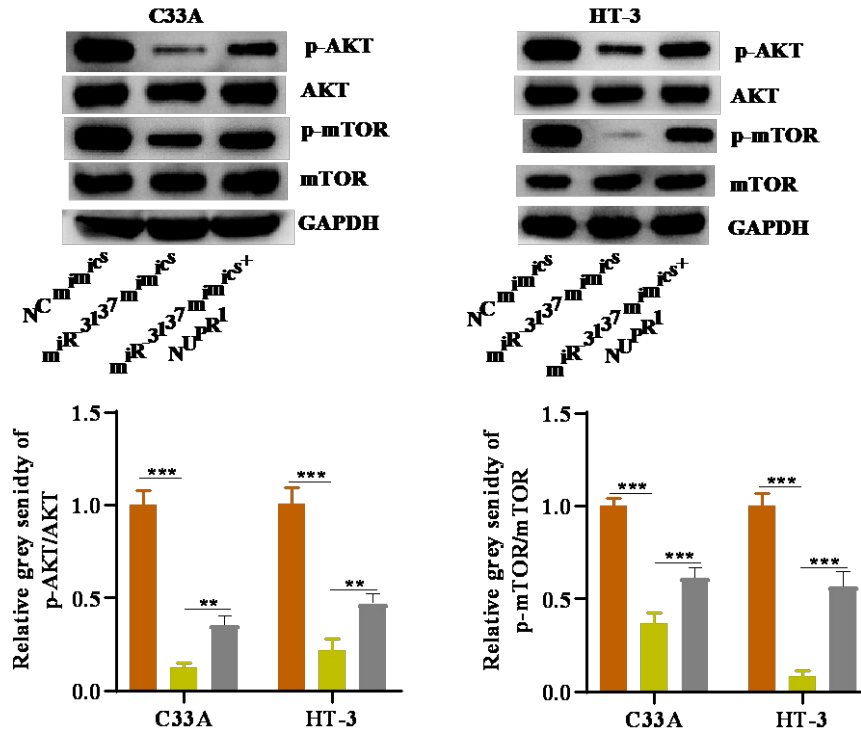 C33A
p-AKT
AKT
p-mTOR
mTOR
GAPDH
NC mimics
miR-3137 mimics
miR-3137 mimics+
NUPR1
HT-3
p-AKT
AKT
p-mTOR
mTOR
GAPDH
NC mimics
miR-3137 mimics
miR-3137 mimics+
NUPR1
Relative grey senidty of
p-AKT/AKT
1.5
1.0
0.5
0.0
*** ***
** **
C33A HT-3
Relative grey senidty of
p-mTOR/mTOR
1.5
1.0
0.5
0.0
*** ***
*** ***
C33A HT-3